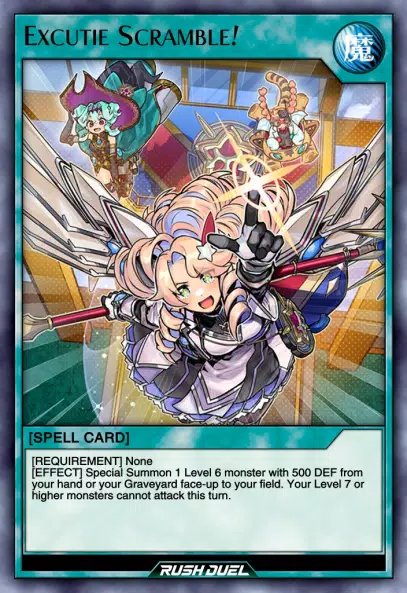 Excutie Scramble!
魔
[SPELL CARD]
[REQUIREMENT] None
[EFFECT] Special Summon 1 Level 6 monster with 500 DEF from
your hand or your Graveyard face-up to your field. Your Level 7 or
higher monsters cannot attack this turn.
RUSH DUEL